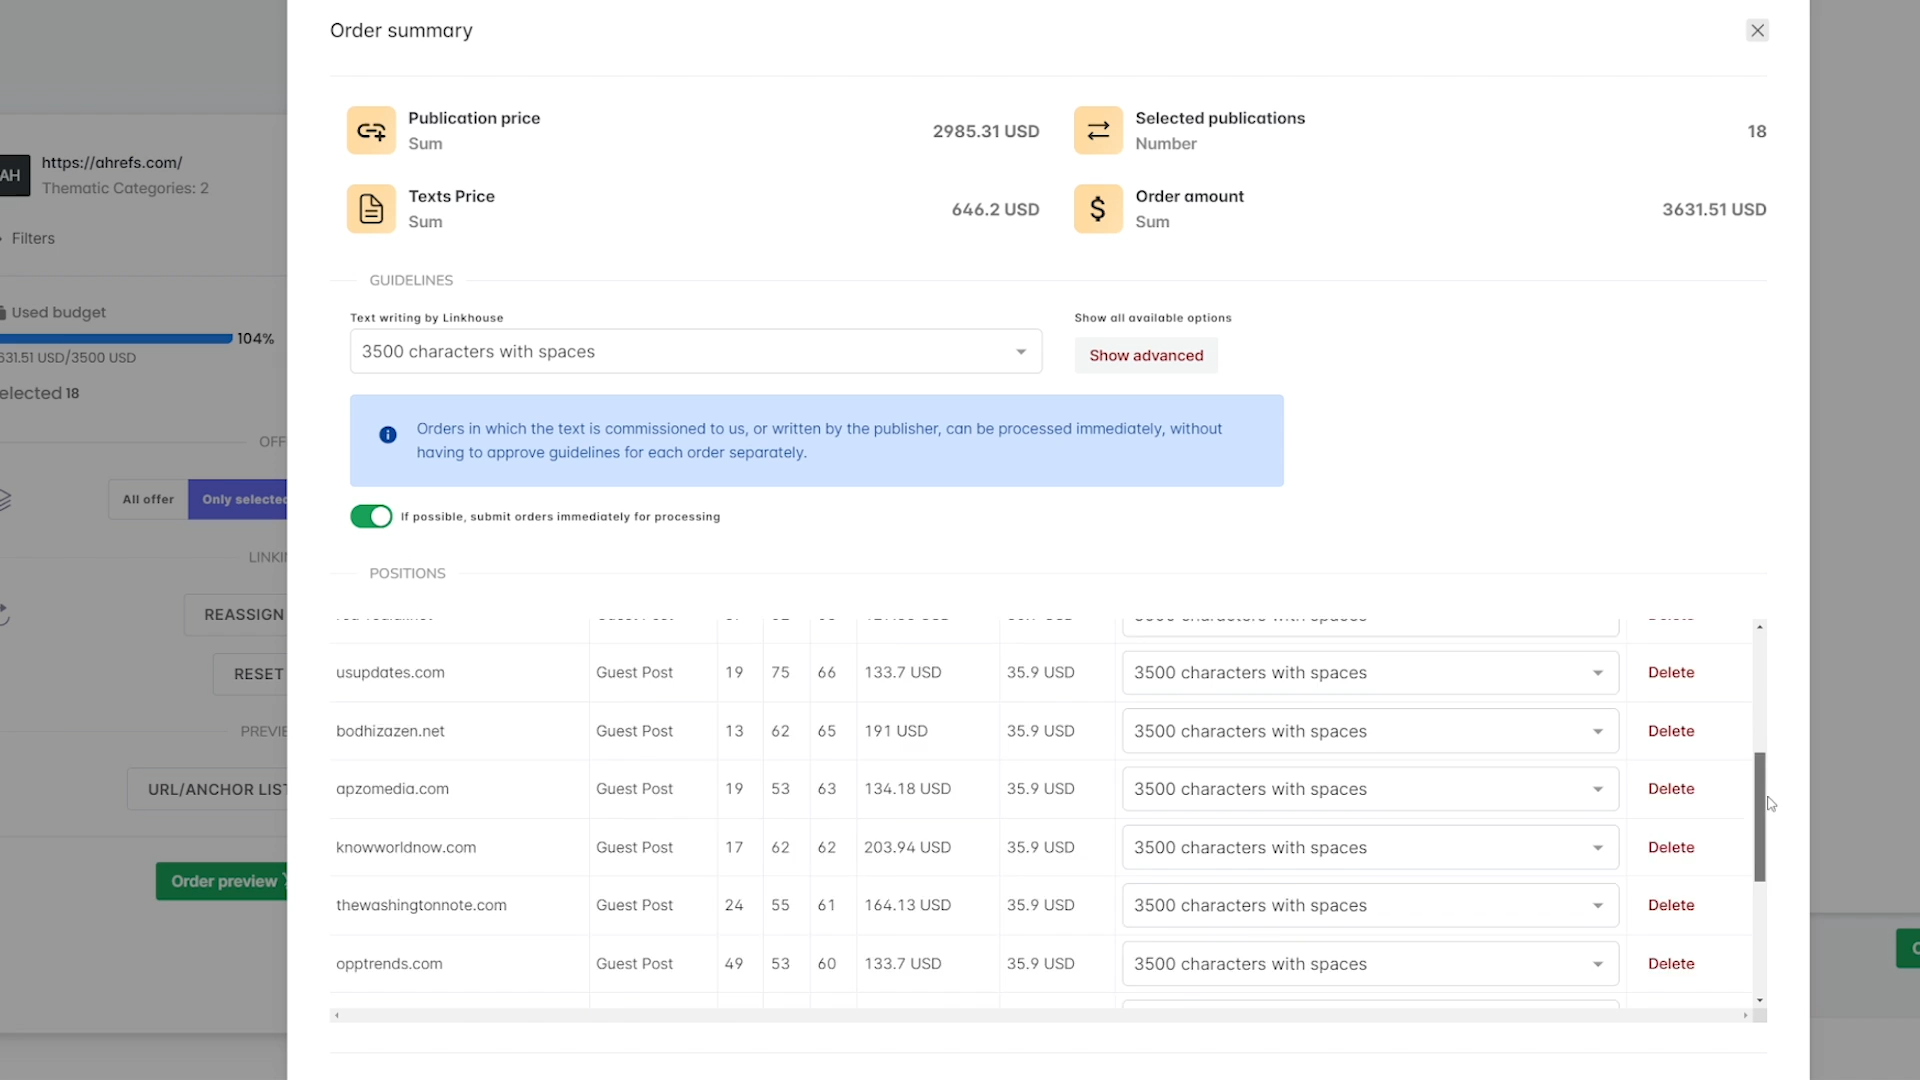 Order summary
Publication price
Sum
2985.31 USD
Selected publications
Number
18
Texts Price
Sum
646.2 USD
Order amount
Sum
3631.51 USD
AH
https://ahrefs.com/
Thematic Categories: 2
Filters
Used budget
104%
631.51 USD/3500 USD
elected 18
OFF
All offer
Only selected
LINKI
REASSIGN
RESET
PREVIE
URL/ANCHOR LIST
Order preview
GUIDELINES
Text writing by Linkhouse
3500 characters with spaces
Show all available options
Show advanced
Orders in which the text is commissioned to us, or written by the publisher, can be processed immediately, without
having to approve guidelines for each order separately.
If possible, submit orders immediately for processing
POSITIONS
usupdates.com Guest Post 19 75 66 133.7 USD 35.9 USD 3500 characters with spaces Delete
bodhizazen.net Guest Post 13 62 65 191 USD 35.9 USD 3500 characters with spaces Delete
apzomedia.com Guest Post 19 53 63 134.18 USD 35.9 USD 3500 characters with spaces Delete
knowworldnow.com Guest Post 17 62 62 203.94 USD 35.9 USD 3500 characters with spaces Delete
thewashingtonnote.com Guest Post 24 55 61 164.13 USD 35.9 USD 3500 characters with spaces Delete
opptrends.com Guest Post 49 53 60 133.7 USD 35.9 USD 3500 characters with spaces Delete